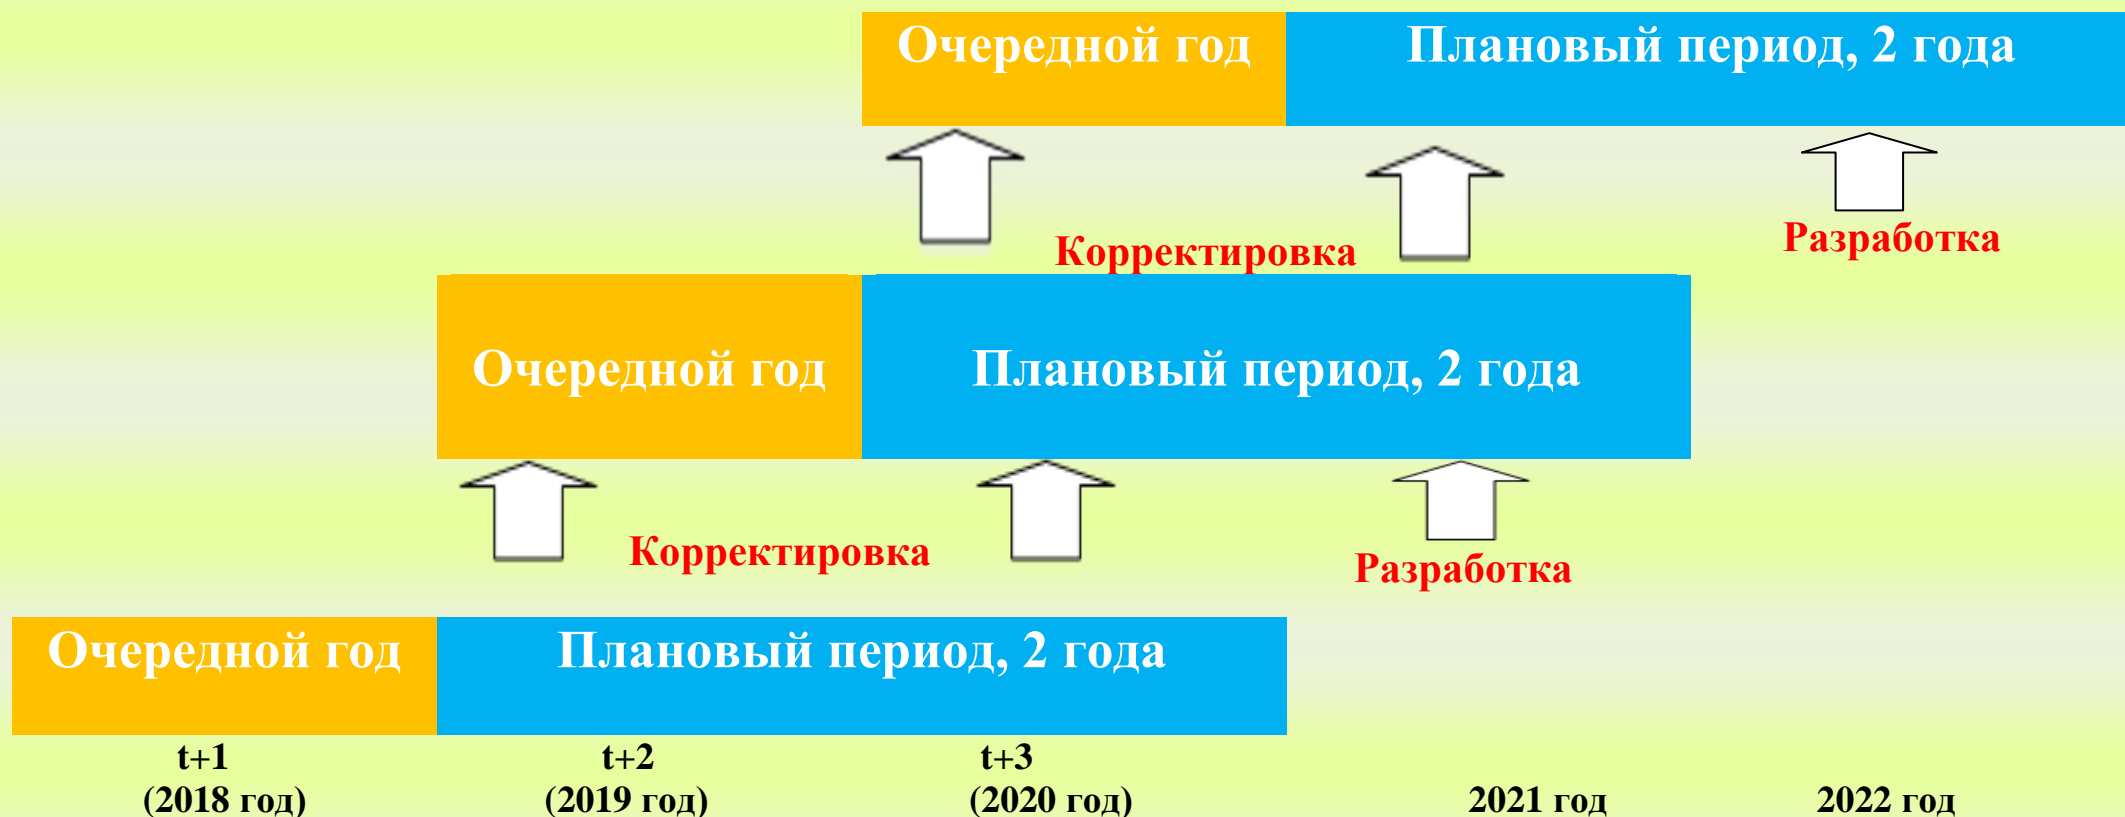 Очередной год
Плановый период, 2 года
Корректировка
Разработка
Очередной год
Плановый период, 2 года
Корректировка
Разработка
Очередной год
Плановый период, 2 года
t+1
t+2
t+3
(2018 год)
(2019 год)
(2020 год)
2021 год
2022 год